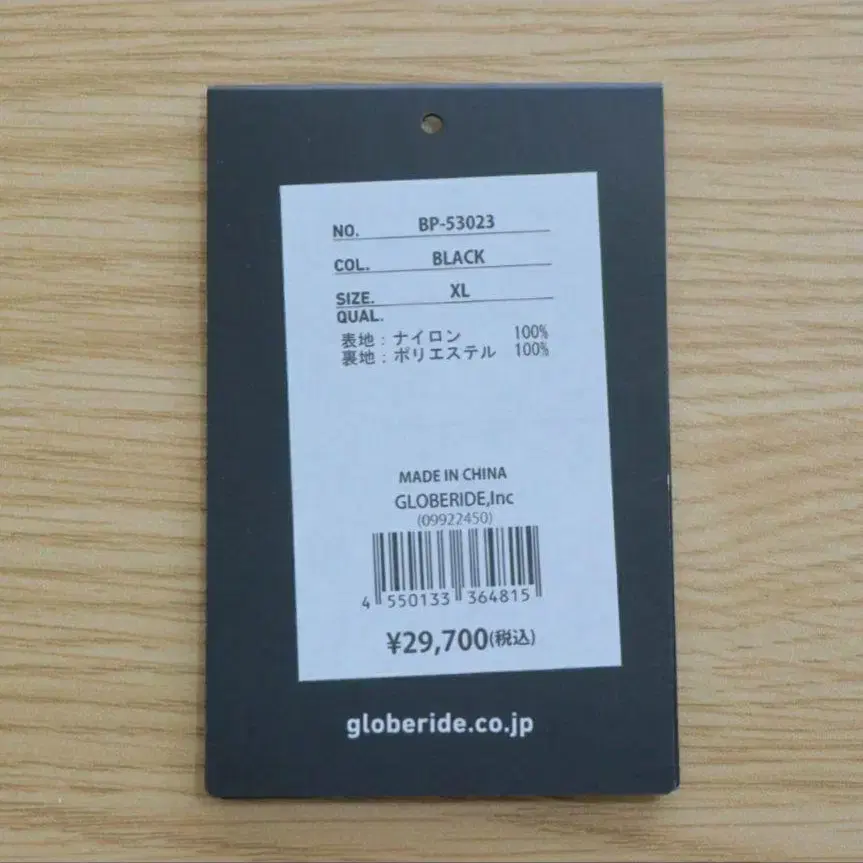 NO. BP-53023
COL. BLACK
SIZE. XL
QUAL.
表地：ナイロン 100%
裏地：ポリエステル 100%
MADE IN CHINA
GLOBERIDE,Inc
(09922450)
4 550133 364815
¥29,700(税込)
globeride.co.jp